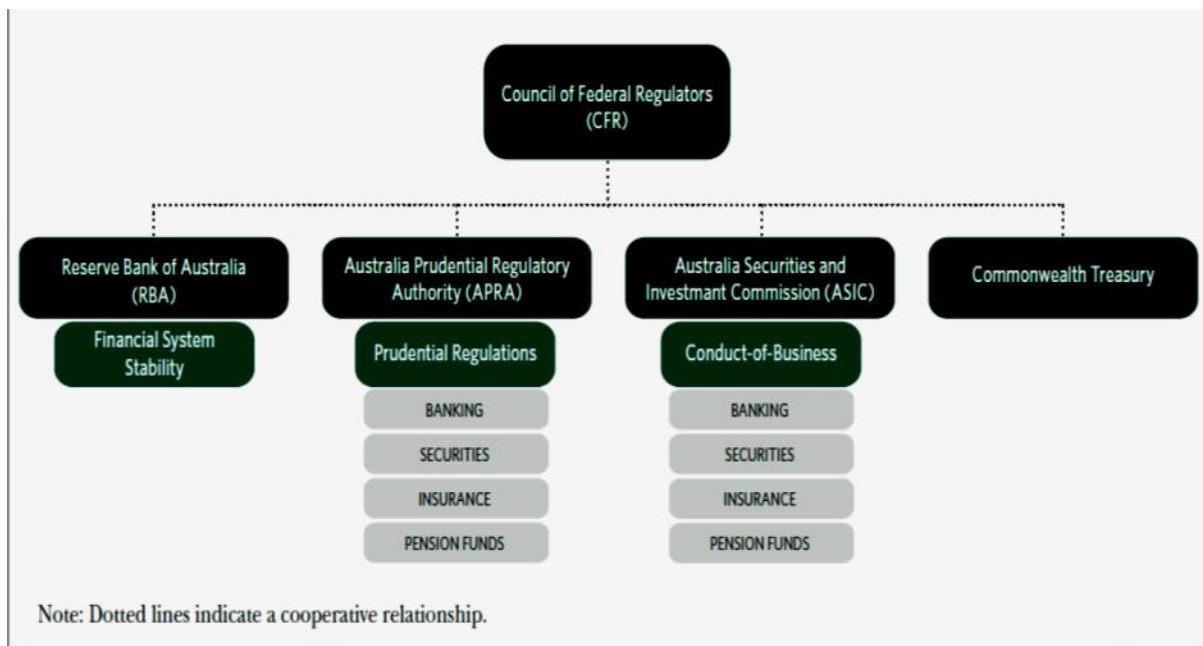 Council of Federal Regulators
(CFR)
Reserve Bank of Australia
(RBA)
Australia Prudential Regulatory
Authority (APRA)
Australia Securities and
Investmant Commission (ASIC)
Commonwealth Treasury
Financial System
Stability
Prudential Regulations
Conduct-of-Business
BANKING
BANKING
SECURITIES
SECURITIES
INSURANCE
INSURANCE
PENSION FUNDS
PENSION FUNDS
Note: Dotted lines indicate a cooperative relationship.